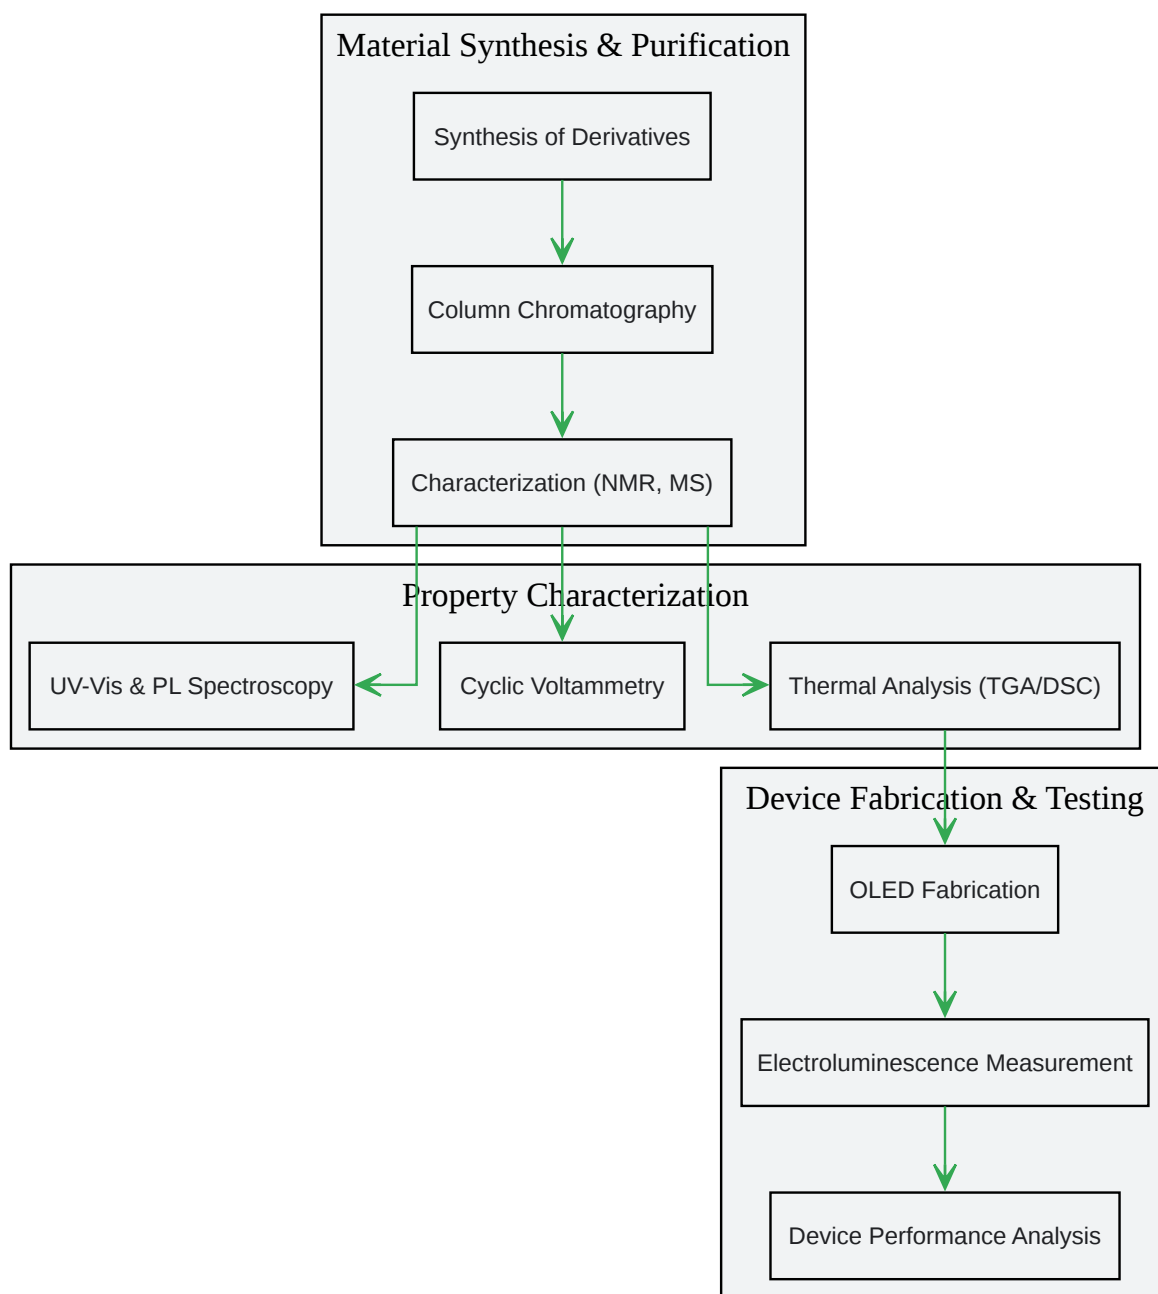 Material Synthesis & Purification
Synthesis of Derivatives
Column Chromatography
Characterization (NMR, MS)
Property Characterization
UV-Vis & PL Spectroscopy
Cyclic Voltammetry
Thermal Analysis (TGA/DSC)
Device Fabrication & Testing
OLED Fabrication
Electroluminescence Measurement
Device Performance Analysis